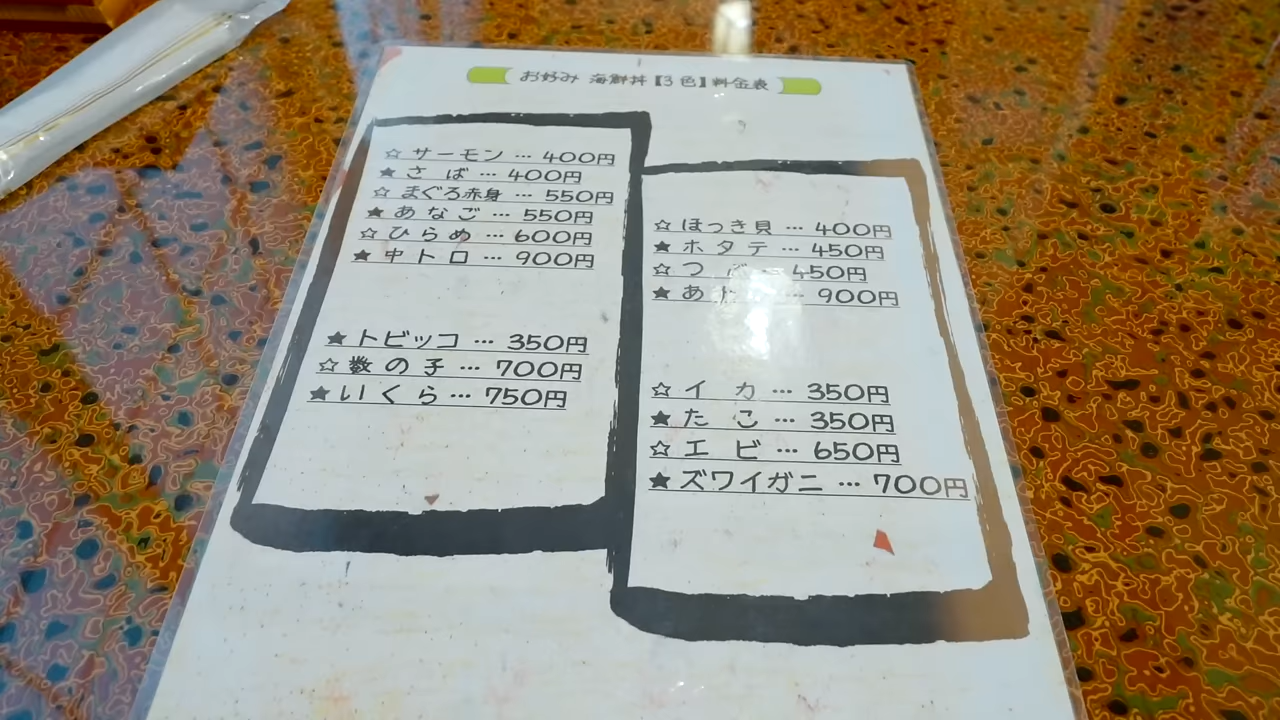 お好み 海鮮丼【3色】料金表
☆ サーモン … 400円
★ さば … 400円
☆ まぐろ赤身 … 550円
★ あなご … 550円
☆ ひらめ … 600円
★ 中トロ … 900円
★ トビッコ … 350円
☆ 数の子 … 700円
★ いくら … 750円
☆ ほっき貝 … 400円
★ ホタテ … 450円
☆ つ … 450円
★ あ … 900円
☆ イカ … 350円
★ たこ … 350円
☆ エビ … 650円
★ ズワイガニ … 700円